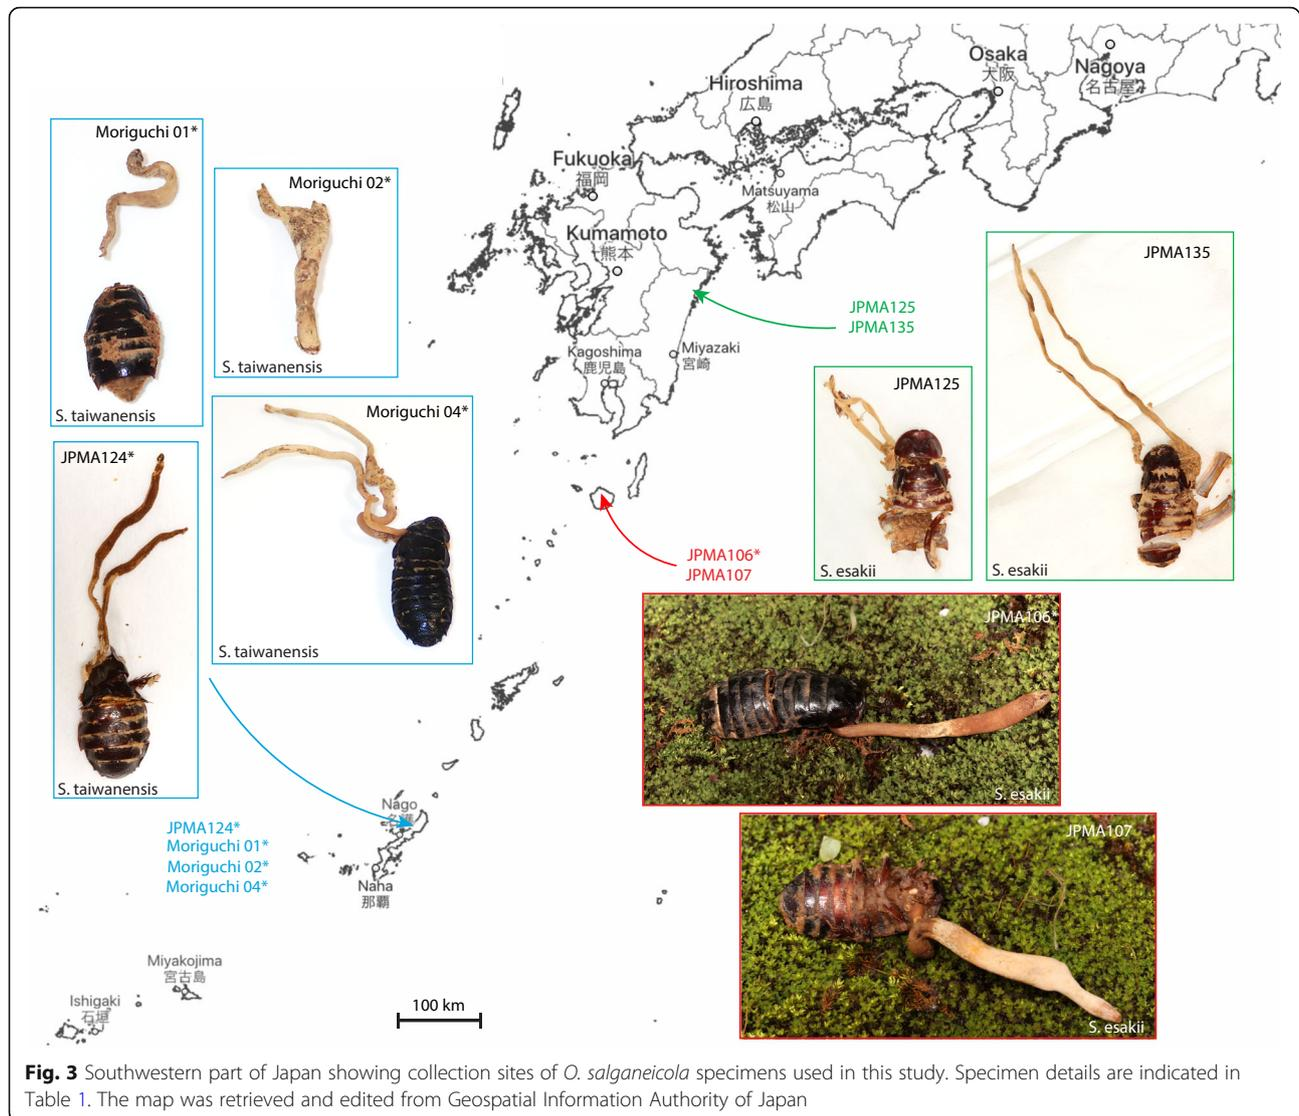 Osaka
大阪
Nagoya
名古屋
Hiroshima
広島
Moriguchi 01*
Fukuoka
福岡
Moriguchi 02*
Matsuyama
松山
Kumamoto
熊本
JPMA135
JPMA125
JPMA135
Kagoshima
鹿児島
Miyazaki
宮崎
S. taiwanensis
JPMA125
S. taiwanensis
Moriguchi 04*
JPMA124*
JPMA106*
JPMA107
S. esakii
S. esakii
JPMA106*
S. taiwanensis
S. taiwanensis
S. esakii
Nago
JPMA124*
Moriguchi 01*
Moriguchi 02*
Moriguchi 04*
JPMA107
Naha
那覇
Miyakojima
宮古島
Ishigaki
石垣
100 km
S. esakii
Fig. 3 Southwestern part of Japan showing collection sites of O. salganeicola specimens used in this study. Specimen details are indicated in
Table 1. The map was retrieved and edited from Geospatial Information Authority of Japan